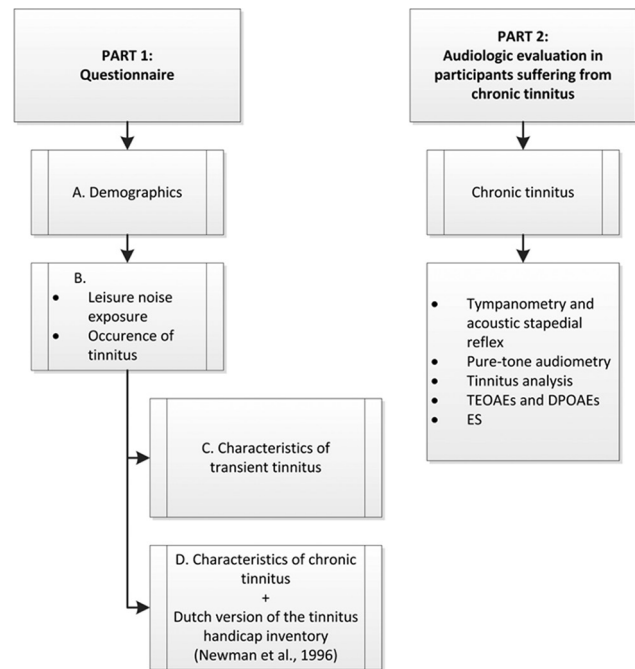 PART 1:
Questionnaire
A. Demographics
B.
• Leisure noise
exposure
• Occurence of
tinnitus
C. Characteristics of
transient tinnitus
D. Characteristics of chronic
tinnitus
+
Dutch version of the tinnitus
handicap inventory
(Newman et al., 1996)
PART 2:
Audiologic evaluation in
participants suffering from
chronic tinnitus
Chronic tinnitus
• Tympanometry and
acoustic stapedial
reflex
• Pure-tone audiometry
• Tinnitus analysis
• TEOAEs and DPOAEs
• ES